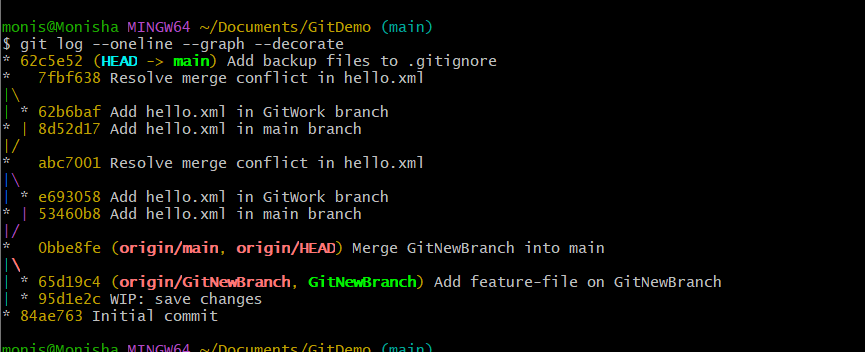 monis@Monisha MINGW64 ~/Documents/GitDemo (main)
$ git log --oneline --graph --decorate
* 62c5e52 (HEAD -> main) Add backup files to .gitignore
*   7fbf638 Resolve merge conflict in hello.xml
|\
| * 62b6baf Add hello.xml in GitWork branch
* | 8d52d17 Add hello.xml in main branch
|/
*   abc7001 Resolve merge conflict in hello.xml
|\
| * e693058 Add hello.xml in GitWork branch
* | 53460b8 Add hello.xml in main branch
|/
*   0bbe8fe (origin/main, origin/HEAD) Merge GitNewBranch into main
|\
| * 65d19c4 (origin/GitNewBranch, GitNewBranch) Add feature-file on GitNewBranch
| * 95d1e2c WIP: save changes
* 84ae763 Initial commit
monis@Monisha MINGW64 ~/Documents/GitDemo (main)